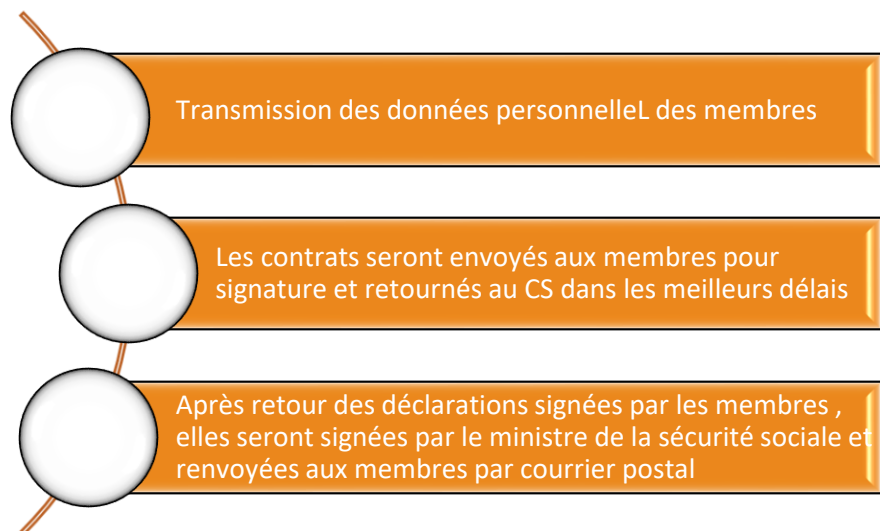 Transmission des données personnelleL des membres
Les contrats seront envoyés aux membres pour
signature et retournés au CS dans les meilleurs délais
Après retour des déclarations signées par les membres ,
elles seront signées par le ministre de la sécurité sociale et
renvoyées aux membres par courrier postal